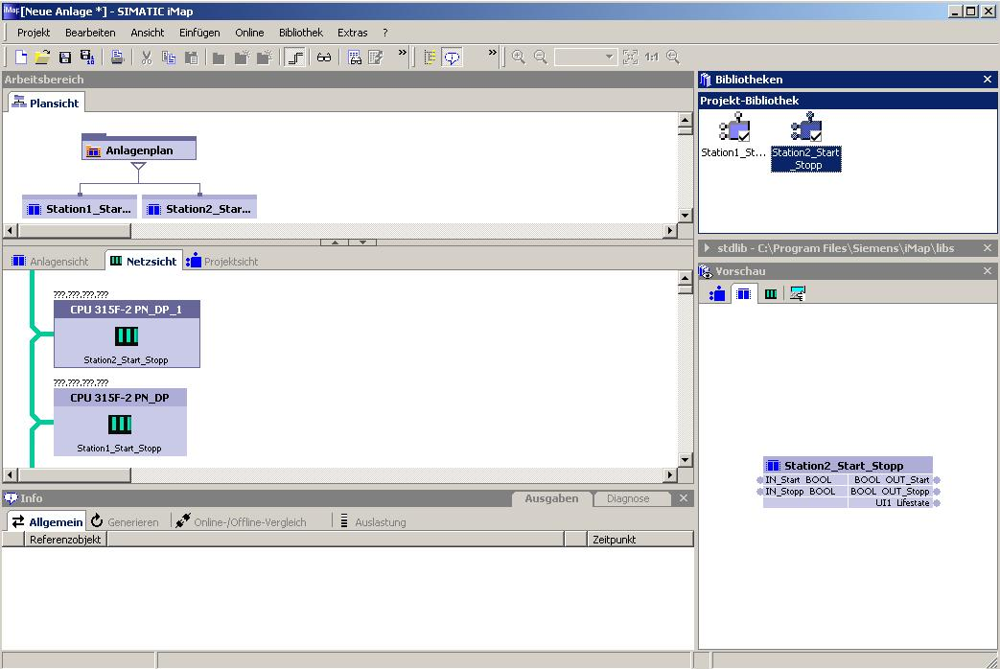 [Neue Anlage *] - SIMATIC iMap
Projekt Bearbeiten Ansicht Einfügen Online Bibliothek Extras ?
1:1
Arbeitsbereich
Plansicht
Anlagenplan
Station1_Star... Station2_Star...
Anlagensicht Netzsicht Projektsicht
???.???.???.???
CPU 315F-2 PN_DP_1
Station2_Start_Stopp
???.???.???.???
CPU 315F-2 PN_DP
Station1_Start_Stopp
Info Ausgaben Diagnose
Allgemein Generieren Online-/Offline-Vergleich Auslastung
Referenzobjekt Zeitpunkt
Bibliotheken
Projekt-Bibliothek
Station1_St... Station2_Start
_Stopp
stdlib - C:\Program Files\Siemens\iMap\libs
Vorschau
Station2_Start_Stopp
IN_Start BOOL BOOL OUT_Start
IN_Stopp BOOL BOOL OUT_Stopp
UI1 Lifestate